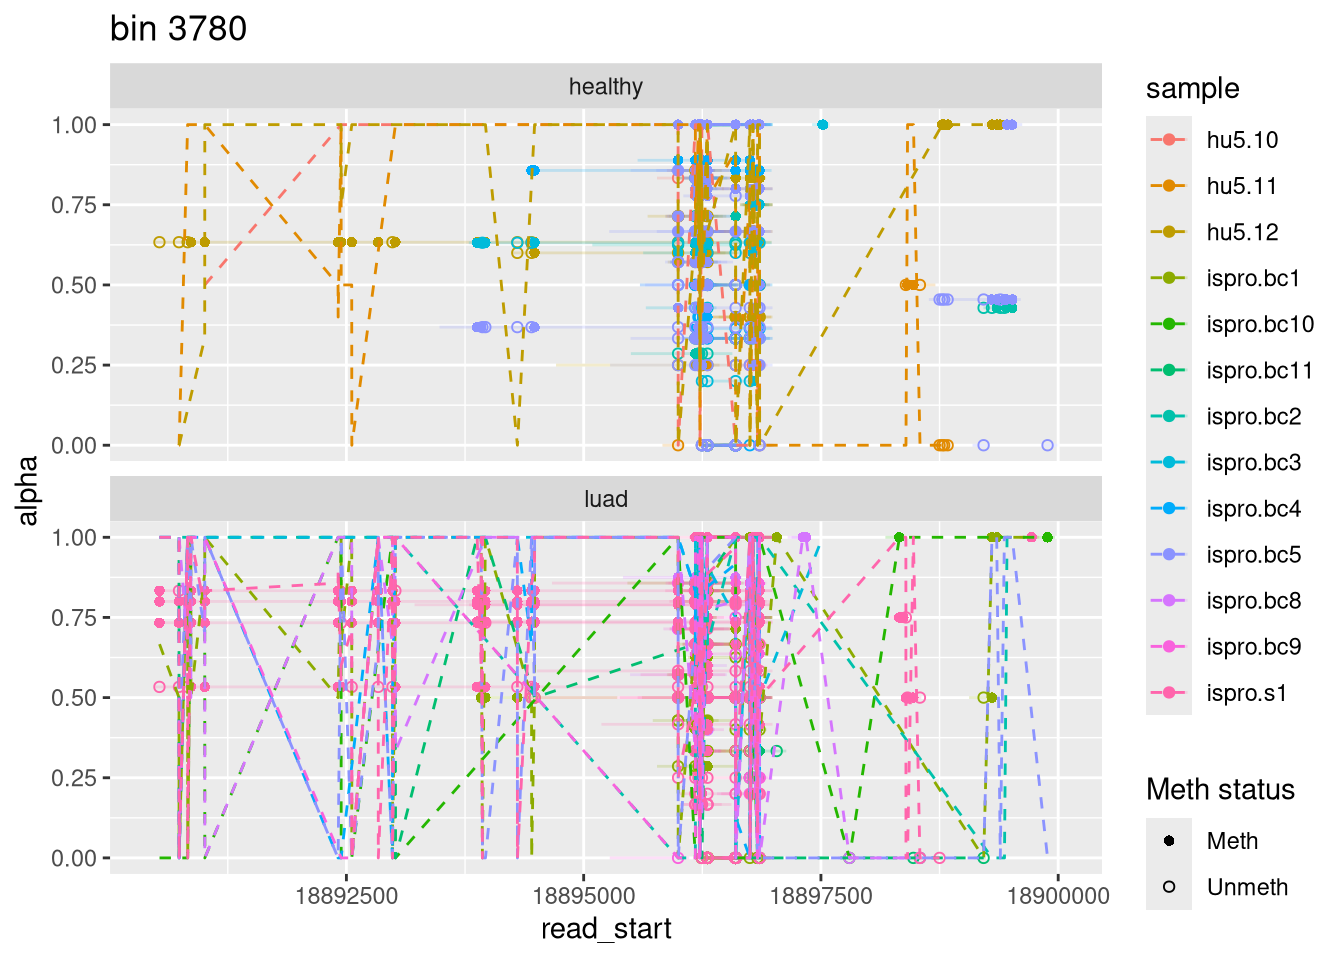 bin 3780
healthy
1.00
0.75
0.50
0.25
0.00
alpha
luad
1.00
0.75
0.50
0.25
0.00
18892500
18895000
18897500
18900000
read_start
sample
hu5.10
hu5.11
hu5.12
ispro.bc1
ispro.bc10
ispro.bc11
ispro.bc2
ispro.bc3
ispro.bc4
ispro.bc5
ispro.bc8
ispro.bc9
ispro.s1
Meth status
Meth
Unmeth